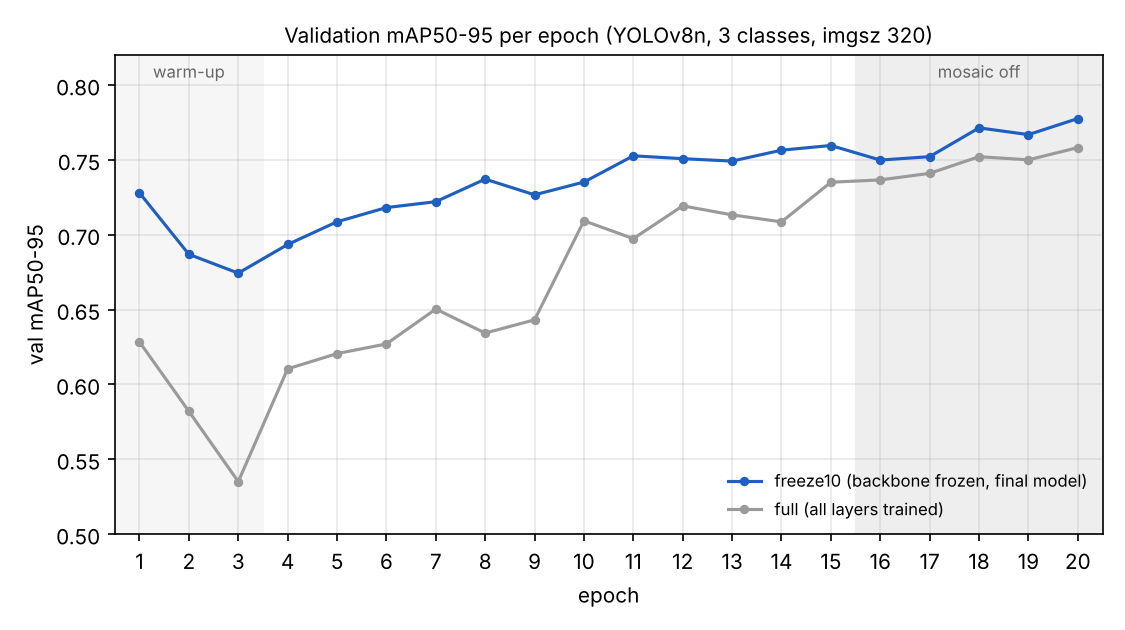 Validation mAP50-95 per epoch (YOLOv8n, 3 classes, imgsz 320)
warm-up
mosaic off
0.80
0.75
0.70
0.65
0.60
0.55
0.50
val mAP50-95
freeze10 (backbone frozen, final model)
full (all layers trained)
1 2 3 4 5 6 7 8 9 10 11 12 13 14 15 16 17 18 19 20
epoch